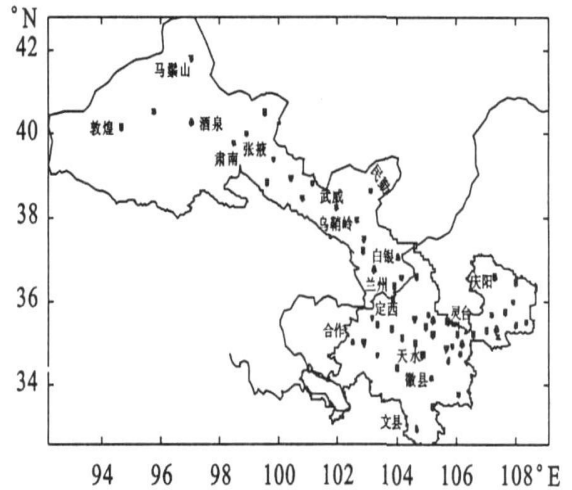 °N
42
马鬃山
酒泉
敦煌
40
张掖
肃南
民勤
武威
38
乌鞘岭
白银
庆阳
兰州
36
定西
灵台
合作
天水
34
徽县
文县
94 96 98 100 102 104 106 108°E